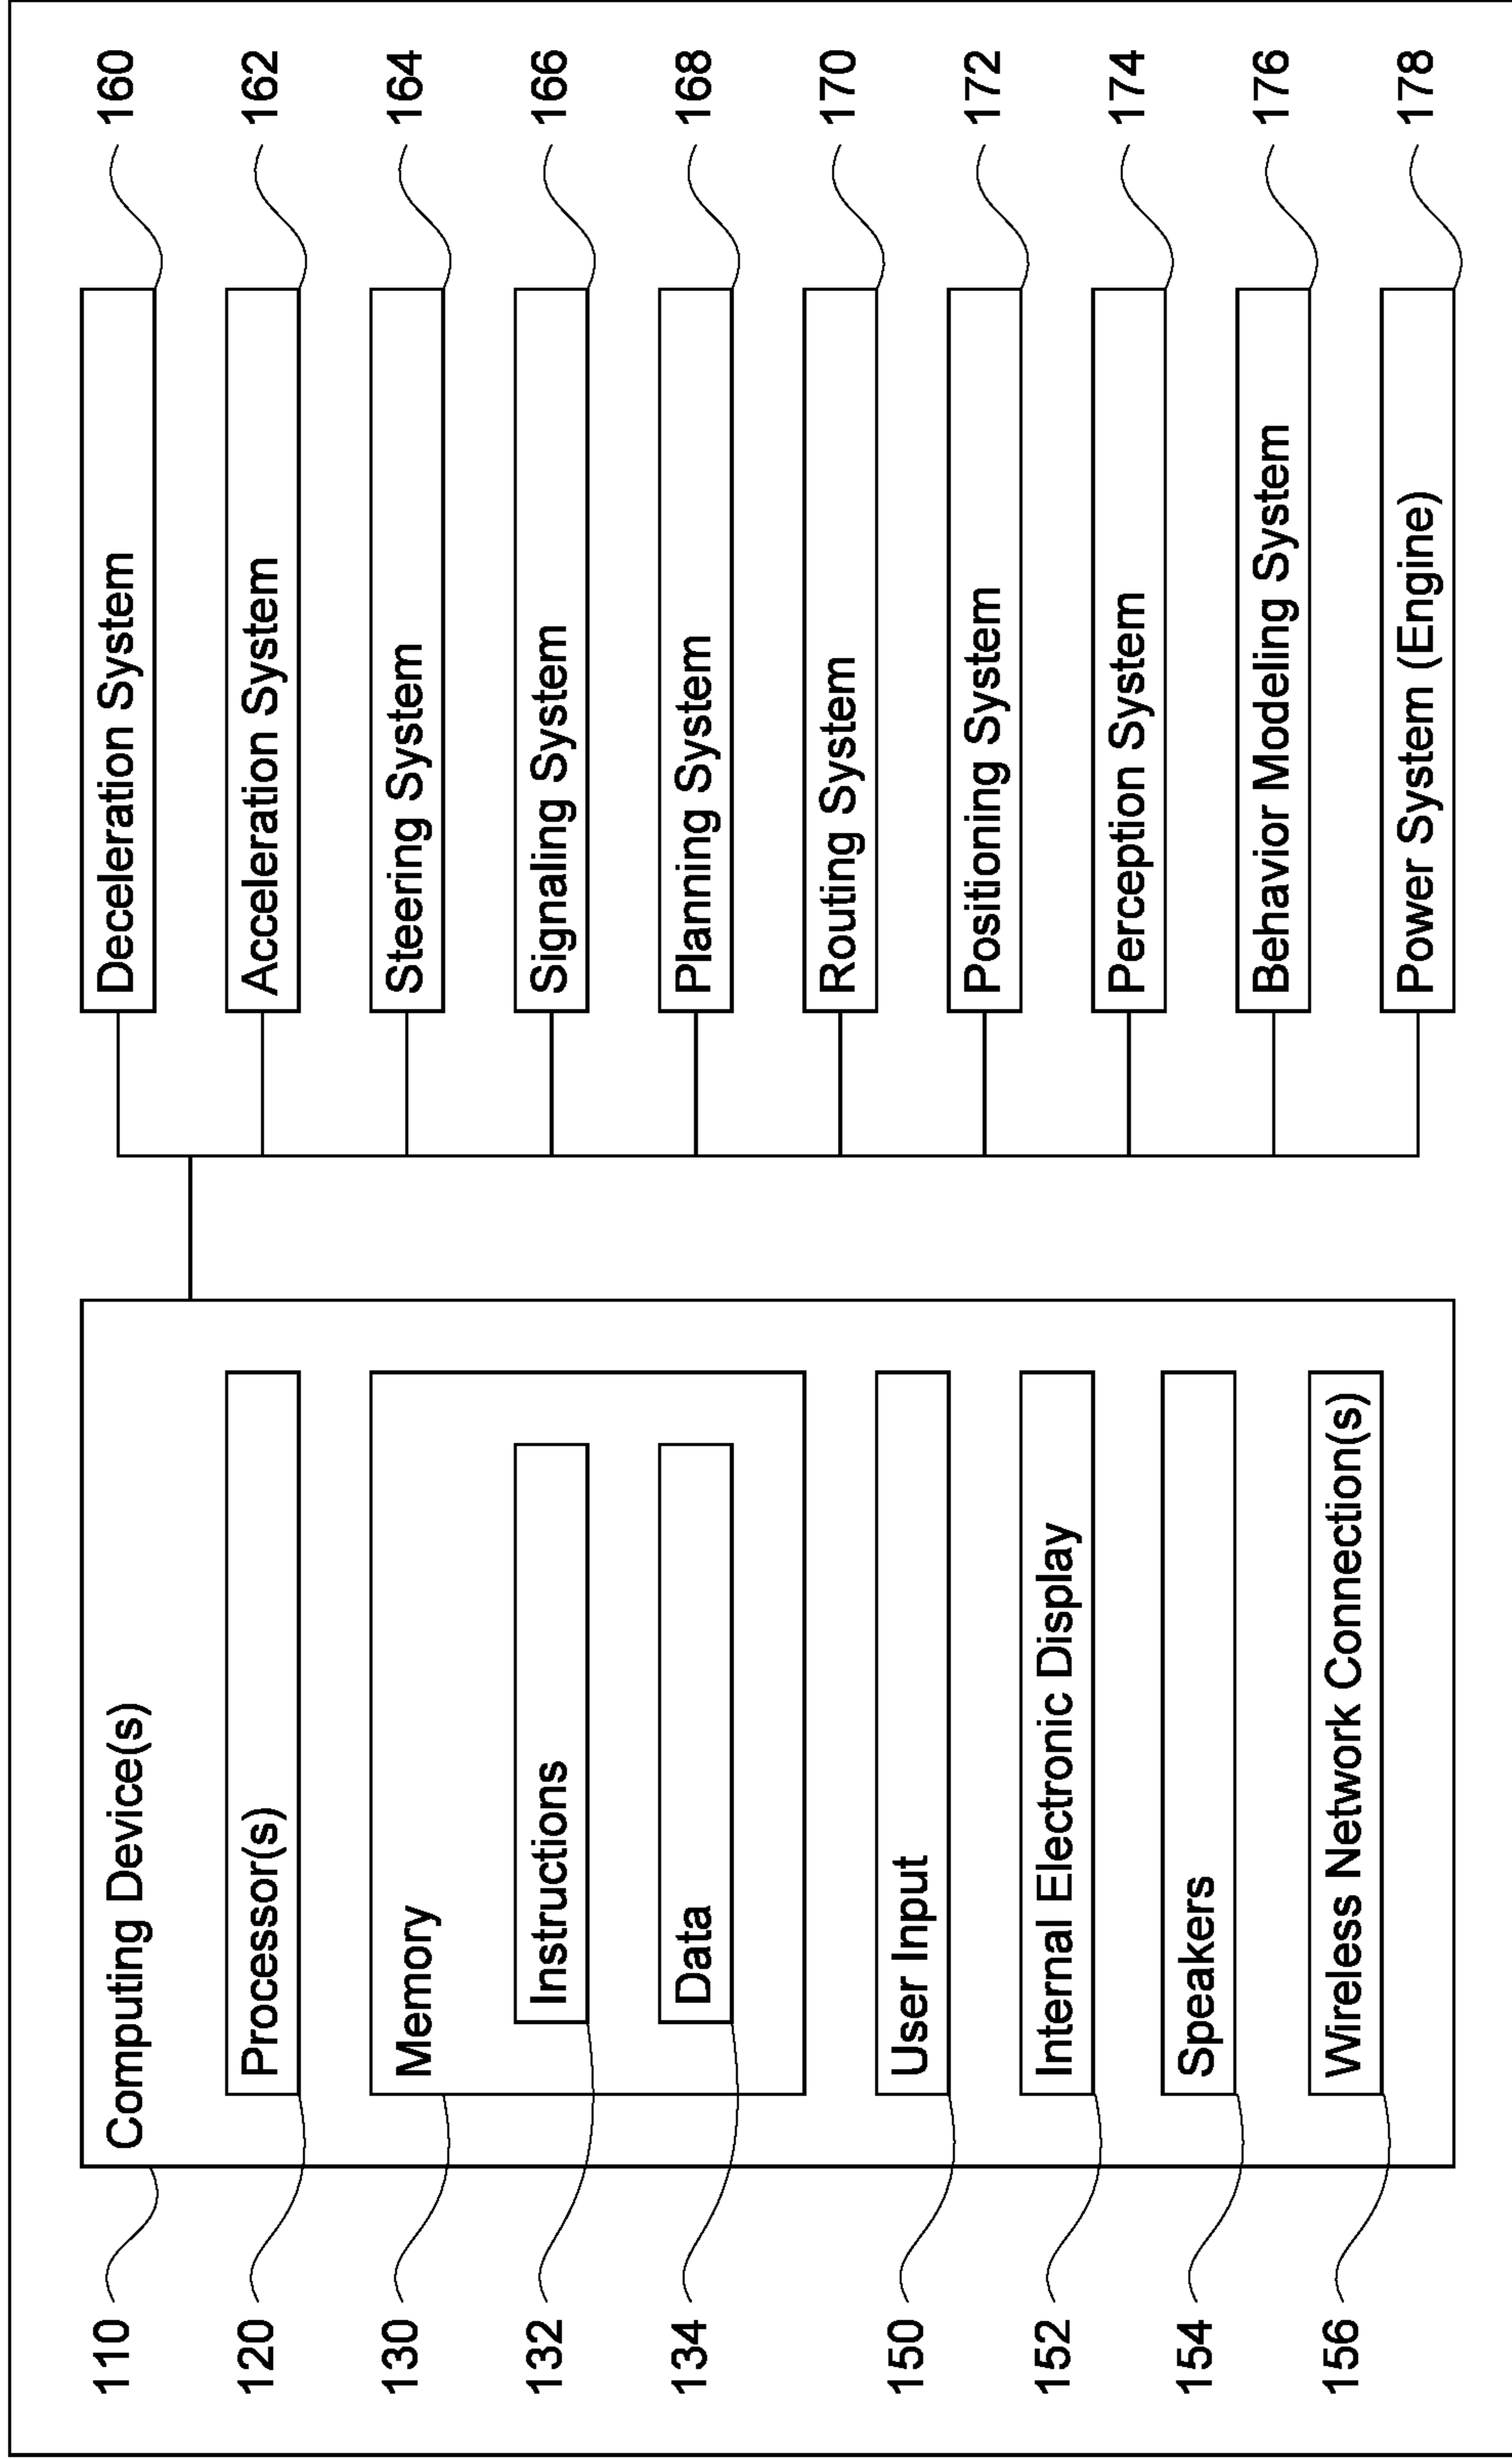 110
Computing Device(s)
120
Processor(s)
130
Memory
132
Instructions
134
Data
150
User Input
152
Internal Electronic Display
154
Speakers
156
Wireless Network Connection(s)
Deceleration System
160
Acceleration System
162
Steering System
164
Signaling System
166
Planning System
168
Routing System
170
Positioning System
172
Perception System
174
Behavior Modeling System
176
Power System (Engine)
178